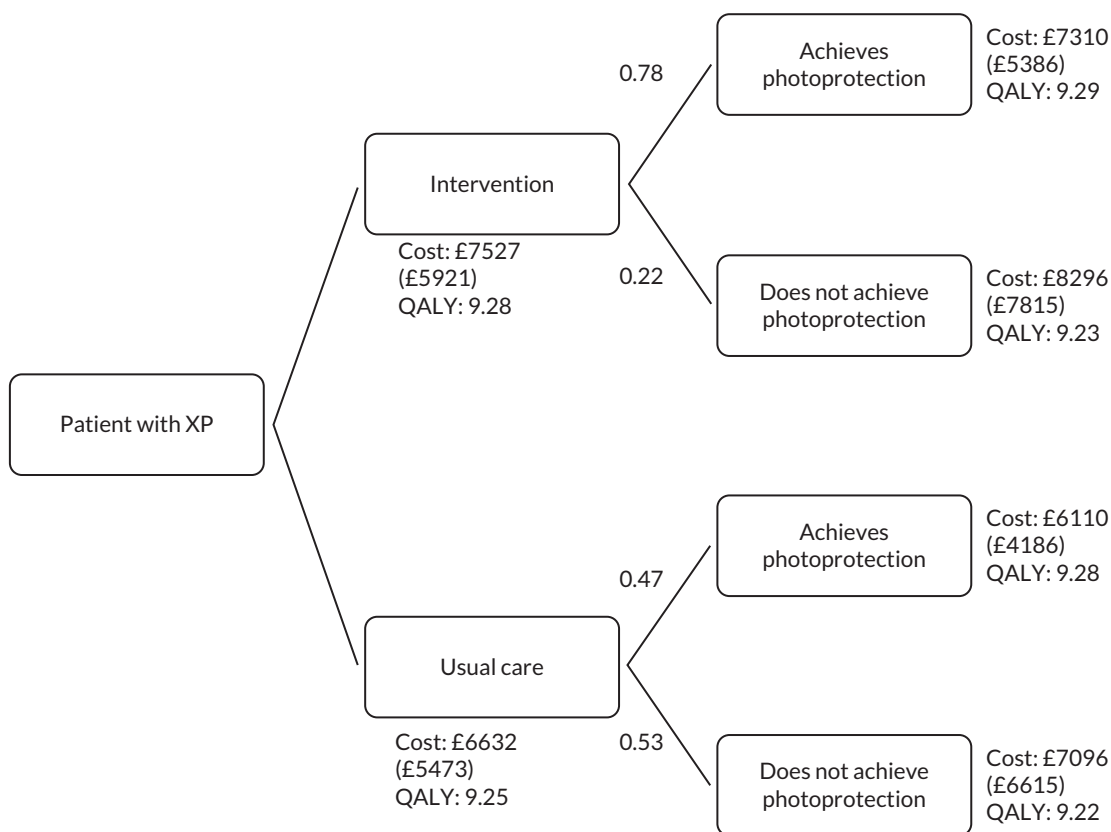 Patient with XP
Intervention
Cost: £7527
(£5921)
QALY: 9.28
0.78
Achieves
photoprotection
Cost: £7310
(£5386)
QALY: 9.29
0.22
Does not achieve
photoprotection
Cost: £8296
(£7815)
QALY: 9.23
Usual care
Cost: £6632
(£5473)
QALY: 9.25
0.47
Achieves
photoprotection
Cost: £6110
(£4186)
QALY: 9.28
0.53
Does not achieve
photoprotection
Cost: £7096
(£6615)
QALY: 9.22